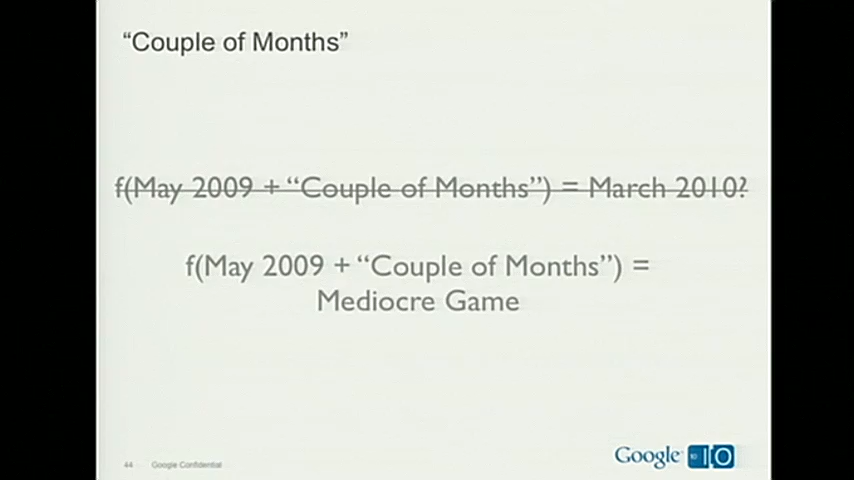 “Couple of Months”
f(May 2009 + “Couple of Months”) = March 2010?
f(May 2009 + “Couple of Months”) =
Mediocre Game
44 Google Confidential
Google 10 IO